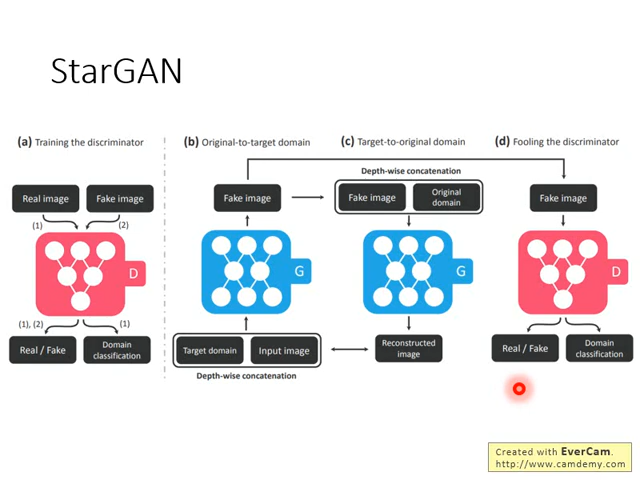 StarGAN
(a) Training the discriminator
(b) Original-to-target domain
(c) Target-to-original domain
(d) Fooling the discriminator
Depth-wise concatenation
Real image
Fake image
Fake image
Fake image
Original
domain
Fake image
(1)
(2)
D
G
G
D
(1), (2)
(1)
Real / Fake
Domain
classification
Target domain
Input image
Reconstructed
image
Real / Fake
Domain
classification
Depth-wise concatenation
Created with EverCam.
http://www.camdemy.com